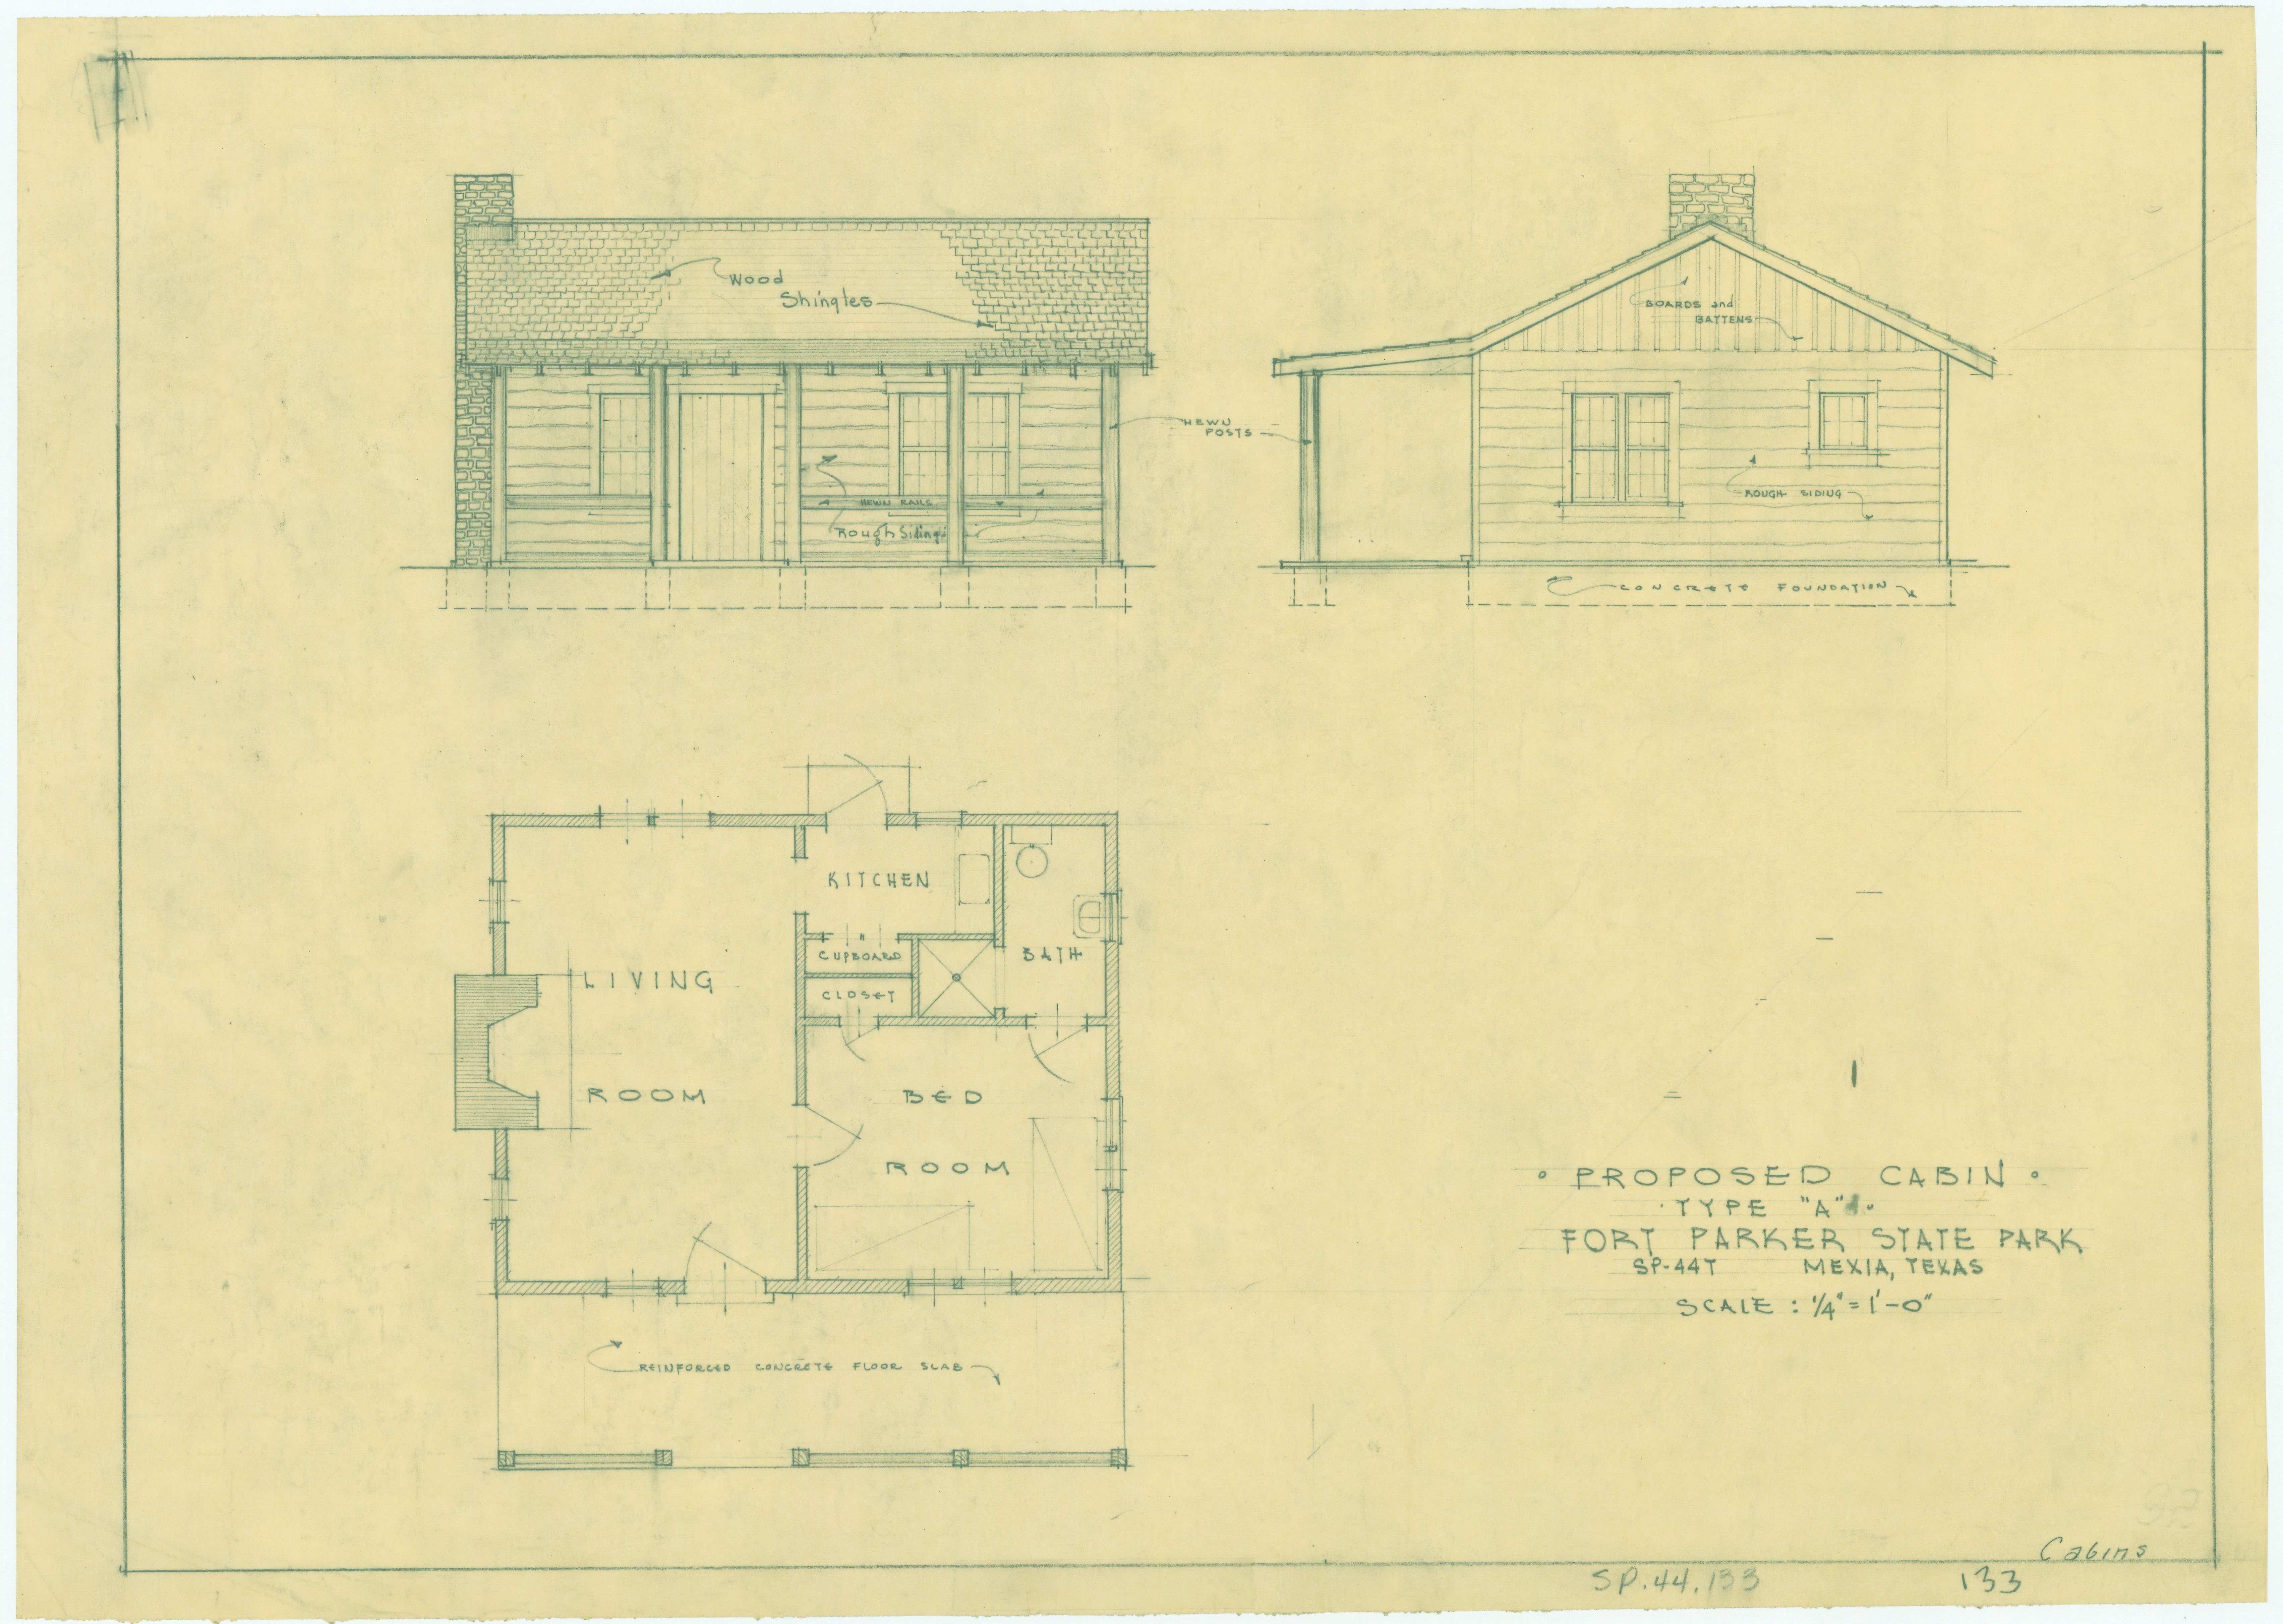 Wood
Shingles
HEWN
POSTS
HEWN RAILS
Rough Siding
BOARDS and
BATTENS
ROUGH SIDING
CONCRETE FOUNDATION
KITCHEN
CUPBOARD
BATH
CLOSET
LIVING
ROOM
BED
ROOM
REINFORCED CONCRETE FLOOR SLAB
• PROPOSED CABIN •
• TYPE "A" •
FORT PARKER STATE PARK
SP-44T MEXIA, TEXAS
SCALE : 1/4" = 1'-0"
Cabins
SP.44.133
133